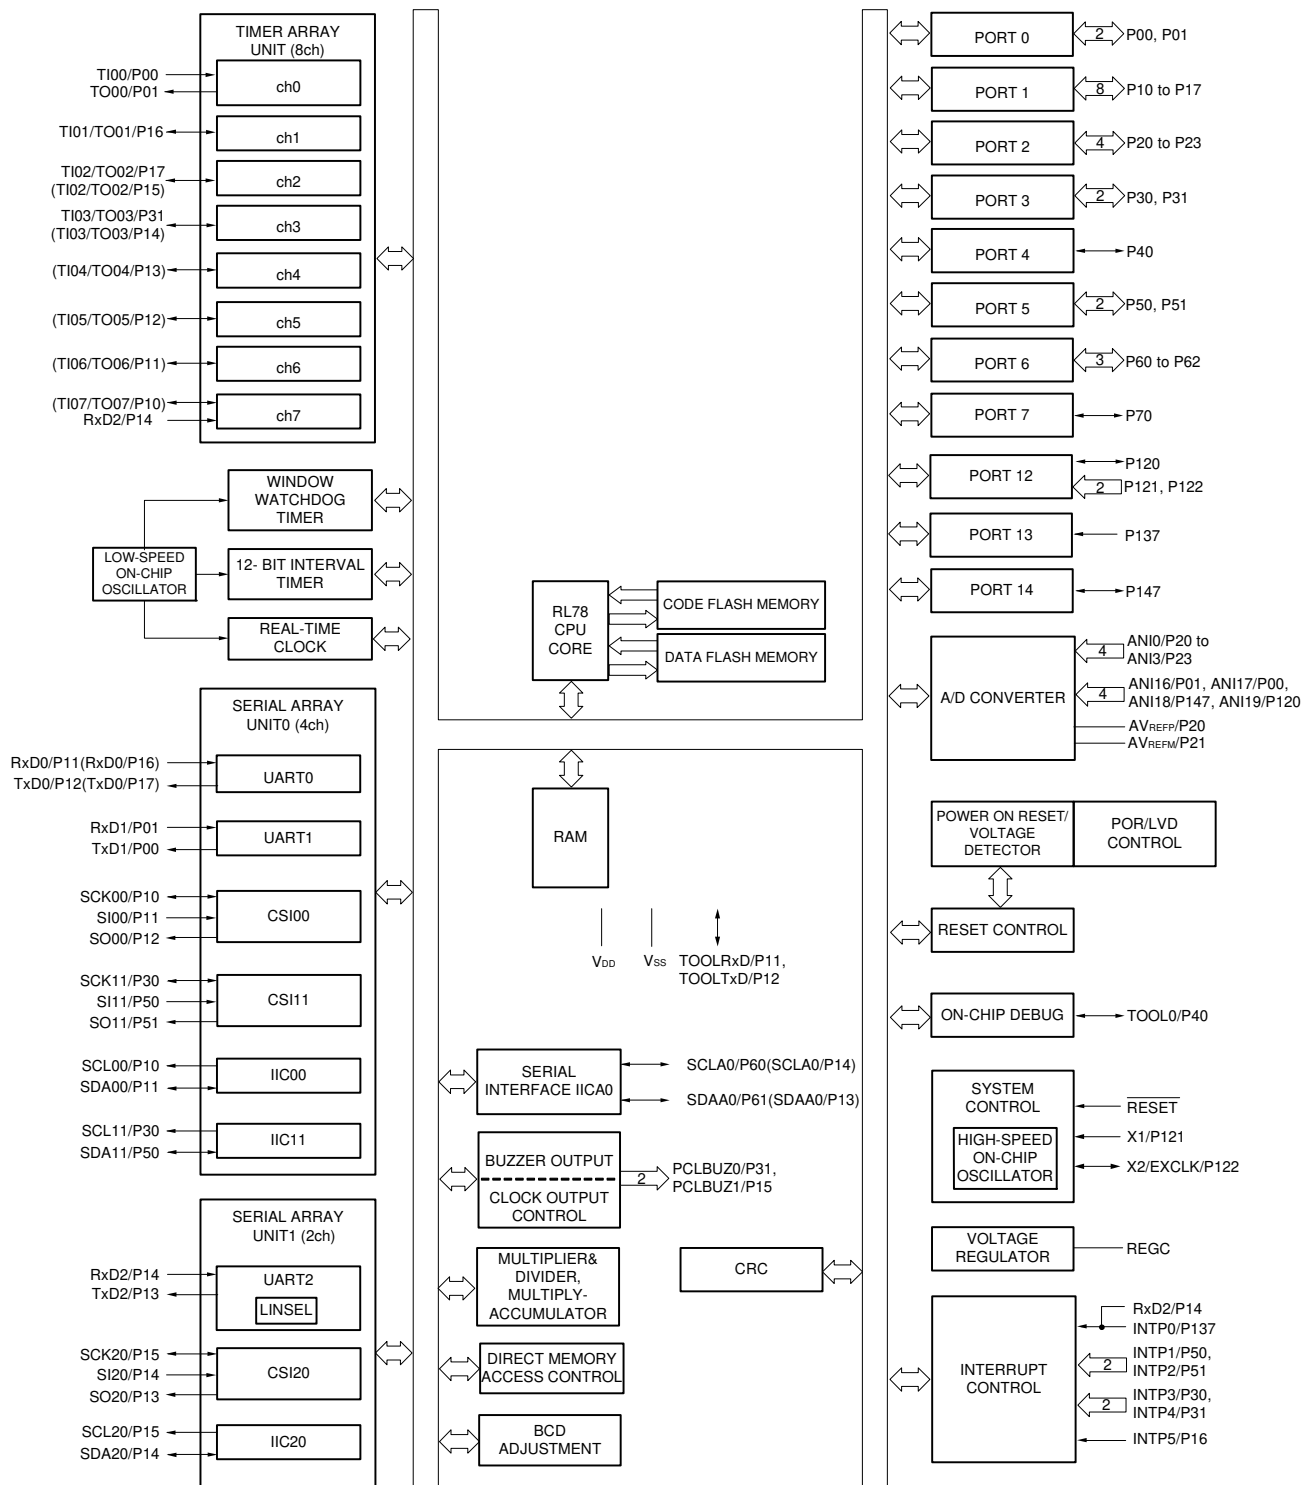 TIMER ARRAY
UNIT (8ch)
TI00/P00
TO00/P01
ch0
TI01/TO01/P16
ch1
TI02/TO02/P17
(TI02/TO02/P15)
ch2
TI03/TO03/P31
(TI03/TO03/P14)
ch3
(TI04/TO04/P13)
ch4
(TI05/TO05/P12)
ch5
(TI06/TO06/P11)
ch6
(TI07/TO07/P10)
RxD2/P14
ch7
WINDOW
WATCHDOG
TIMER
LOW-SPEED
ON-CHIP
OSCILLATOR
12- BIT INTERVAL
TIMER
REAL-TIME
CLOCK
SERIAL ARRAY
UNIT0 (4ch)
RxD0/P11(RxD0/P16)
TxD0/P12(TxD0/P17)
UART0
RxD1/P01
TxD1/P00
UART1
SCK00/P10
SI00/P11
SO00/P12
CSI00
SCK11/P30
SI11/P50
SO11/P51
CSI11
SCL00/P10
SDA00/P11
IIC00
SCL11/P30
SDA11/P50
IIC11
SERIAL ARRAY
UNIT1 (2ch)
RxD2/P14
TxD2/P13
UART2
LINSEL
SCK20/P15
SI20/P14
SO20/P13
CSI20
SCL20/P15
SDA20/P14
IIC20
RL78
CPU
CORE
CODE FLASH MEMORY
DATA FLASH MEMORY
RAM
VDD
VSS
TOOLRxD/P11,
TOOLTxD/P12
SERIAL
INTERFACE IICA0
SCLA0/P60(SCLA0/P14)
SDAA0/P61(SDAA0/P13)
BUZZER OUTPUT
CLOCK OUTPUT
CONTROL
2
PCLBUZ0/P31,
PCLBUZ1/P15
MULTIPLIER&
DIVIDER,
MULTIPLY-
ACCUMULATOR
CRC
DIRECT MEMORY
ACCESS CONTROL
BCD
ADJUSTMENT
PORT 0
2
P00, P01
PORT 1
8
P10 to P17
PORT 2
4
P20 to P23
PORT 3
2
P30, P31
PORT 4
P40
PORT 5
2
P50, P51
PORT 6
3
P60 to P62
PORT 7
P70
PORT 12
P120
2
P121, P122
PORT 13
P137
PORT 14
P147
A/D CONVERTER
4
ANI0/P20 to
ANI3/P23
4
ANI16/P01, ANI17/P00,
ANI18/P147, ANI19/P120
AVREFP/P20
AVREFM/P21
POWER ON RESET/
VOLTAGE
DETECTOR
POR/LVD
CONTROL
RESET CONTROL
ON-CHIP DEBUG
TOOL0/P40
SYSTEM
CONTROL
HIGH-SPEED
ON-CHIP
OSCILLATOR
RESET
X1/P121
X2/EXCLK/P122
VOLTAGE
REGULATOR
REGC
INTERRUPT
CONTROL
RxD2/P14
INTP0/P137
2
INTP1/P50,
INTP2/P51
2
INTP3/P30,
INTP4/P31
INTP5/P16